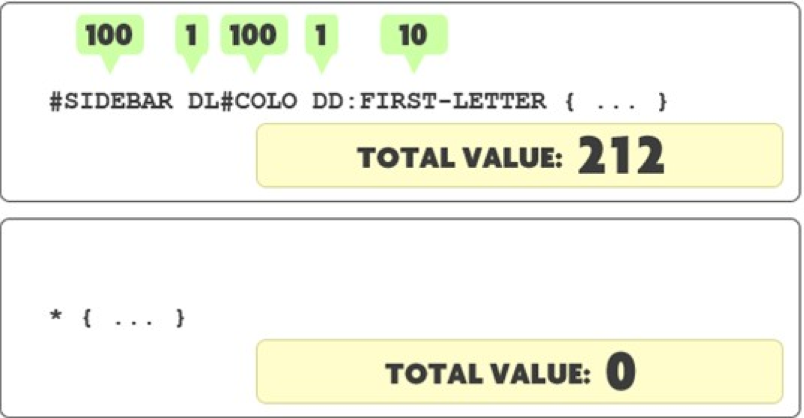 100 1 100 1 10
#SIDEBAR DL#COLO DD:FIRST-LETTER { ... }
TOTAL VALUE: 212
* { ... }
TOTAL VALUE: 0